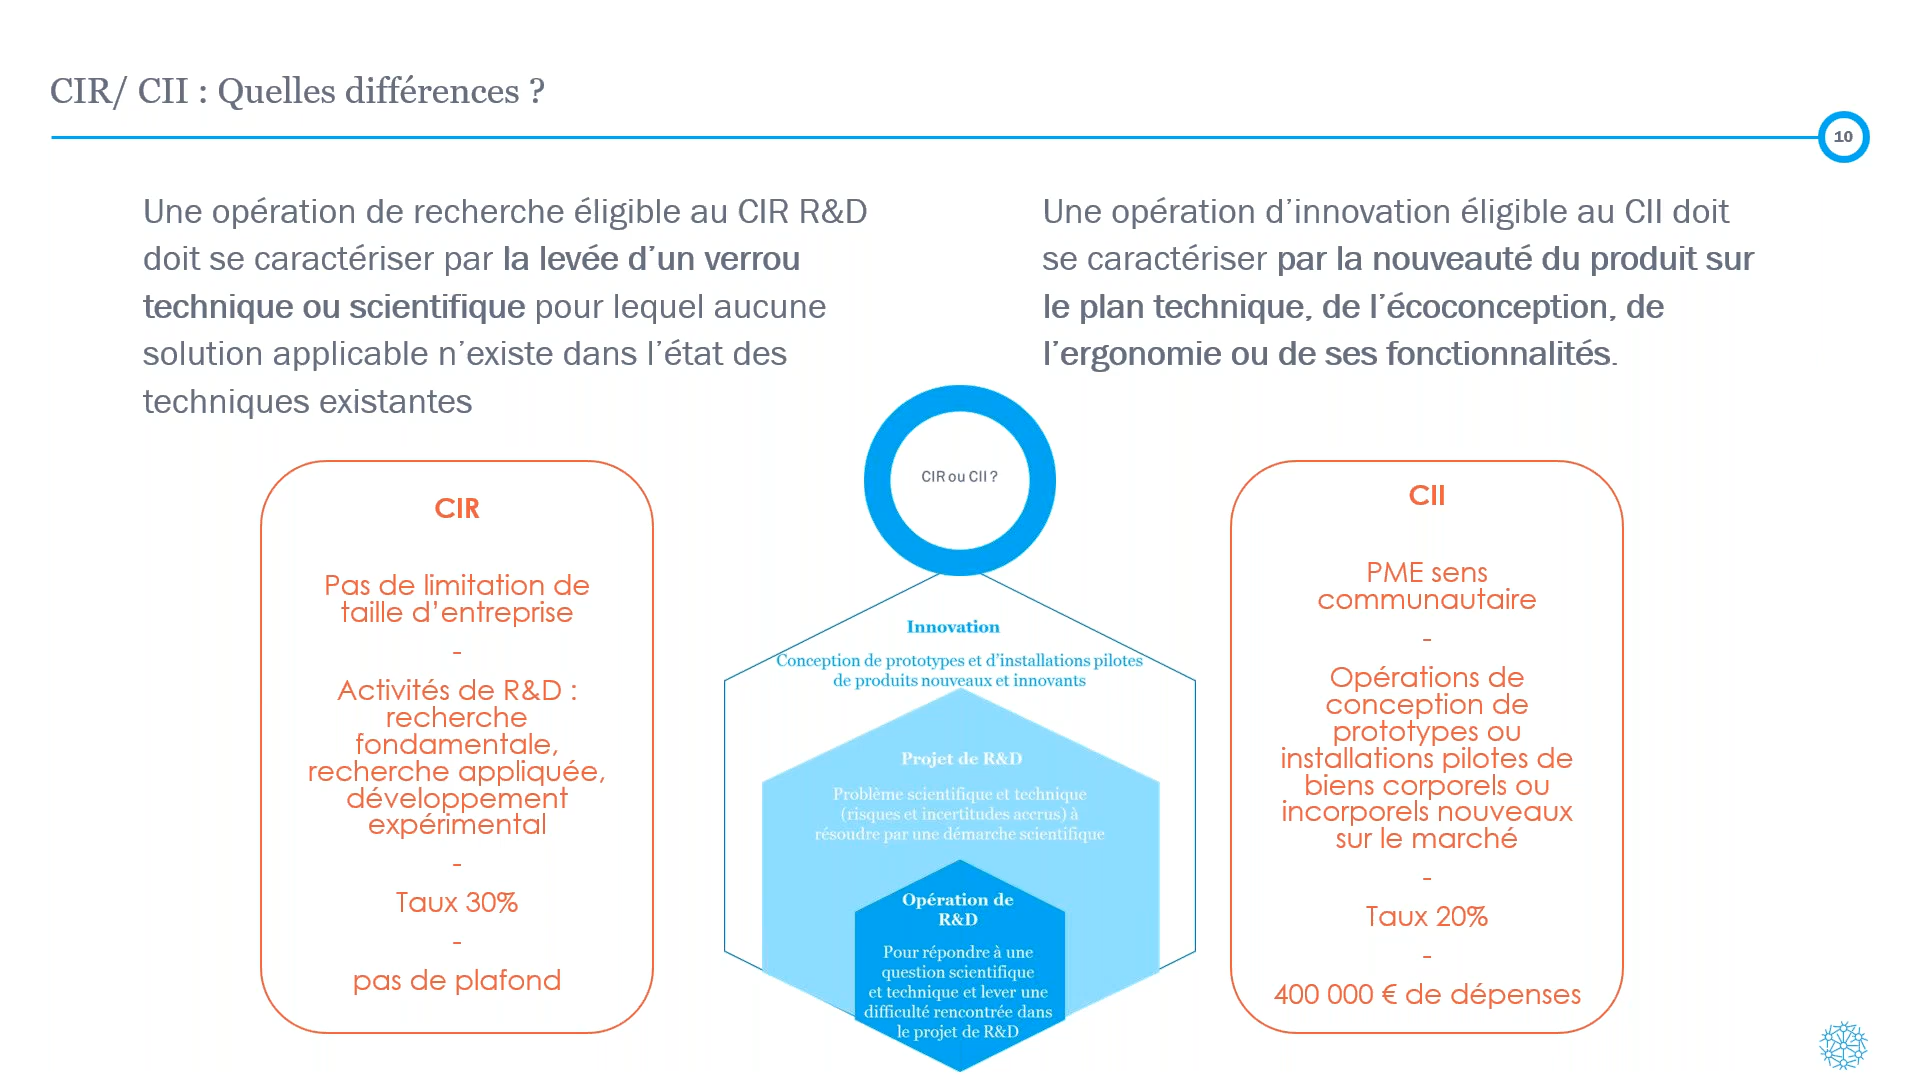 CIR/ CII : Quelles différences ?
10
Une opération de recherche éligible au CIR R&D
doit se caractériser par la levée d’un verrou
technique ou scientifique pour lequel aucune
solution applicable n’existe dans l’état des
techniques existantes
Une opération d’innovation éligible au CII doit
se caractériser par la nouveauté du produit sur
le plan technique, de l’écoconception, de
l’ergonomie ou de ses fonctionnalités.
CIR
Pas de limitation de
taille d’entreprise
-
Activités de R&D :
recherche
fondamentale,
recherche appliquée,
développement
expérimental
-
Taux 30%
-
pas de plafond
CIR ou CII ?
Innovation
Conception de prototypes et d’installations pilotes
de produits nouveaux et innovants
Projet de R&D
Problème scientifique et technique
(risques et incertitudes accrus) à
résoudre par une démarche scientifique
Opération de
R&D
Pour répondre à une
question scientifique
et technique et lever une
difficulté rencontrée dans
le projet de R&D
CII
PME sens
communautaire
-
Opérations de
conception de
prototypes ou
installations pilotes de
biens corporels ou
incorporels nouveaux
sur le marché
-
Taux 20%
-
400 000 € de dépenses